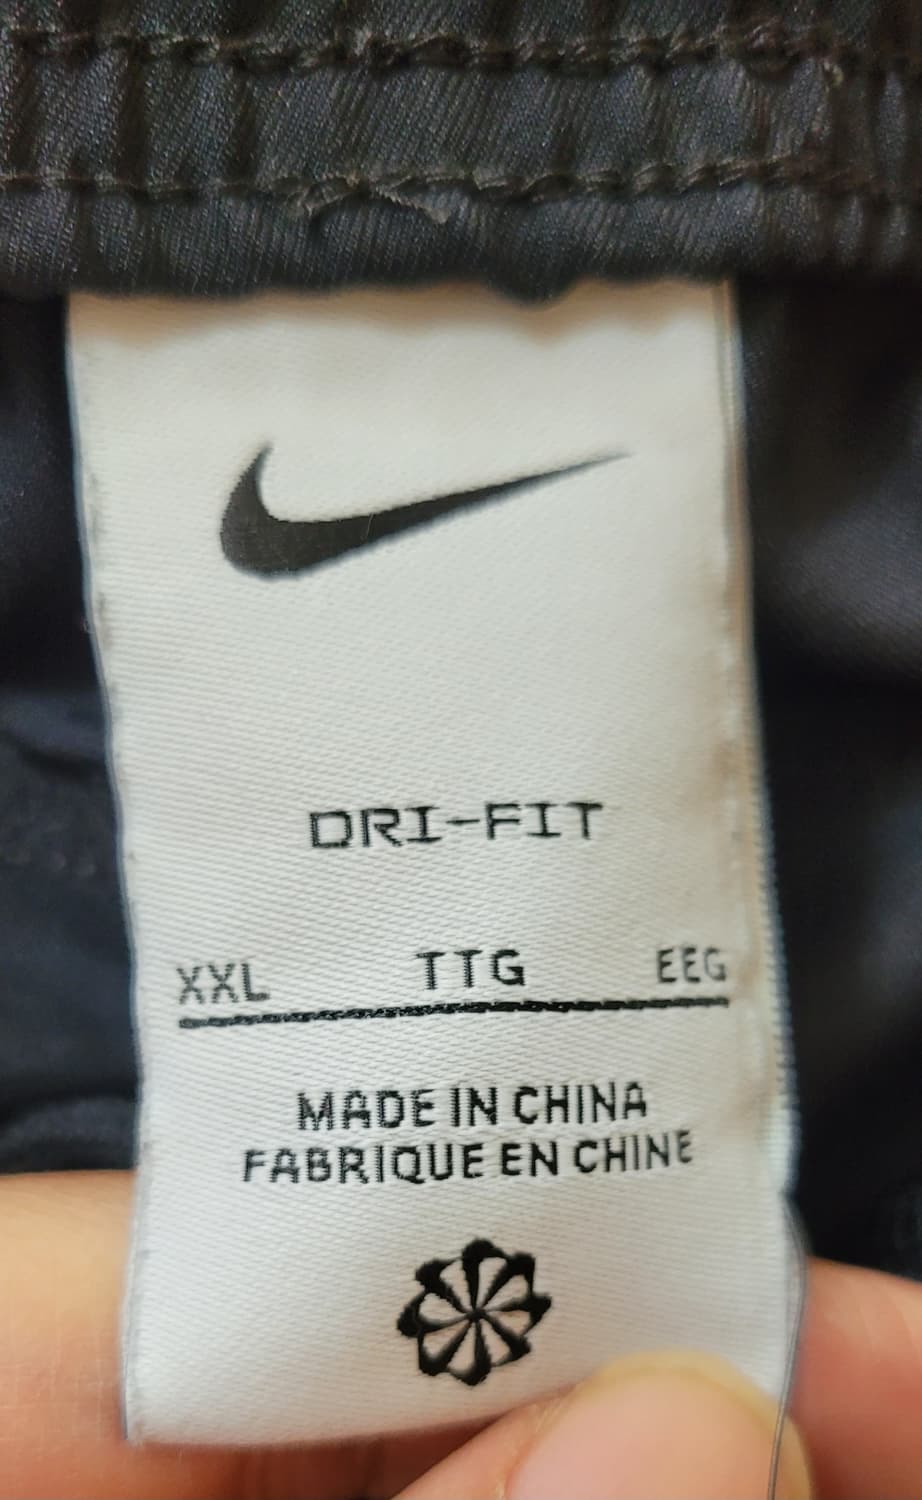 DRI-FIT
XXL TTG EEG
MADE IN CHINA
FABRIQUE EN CHINE